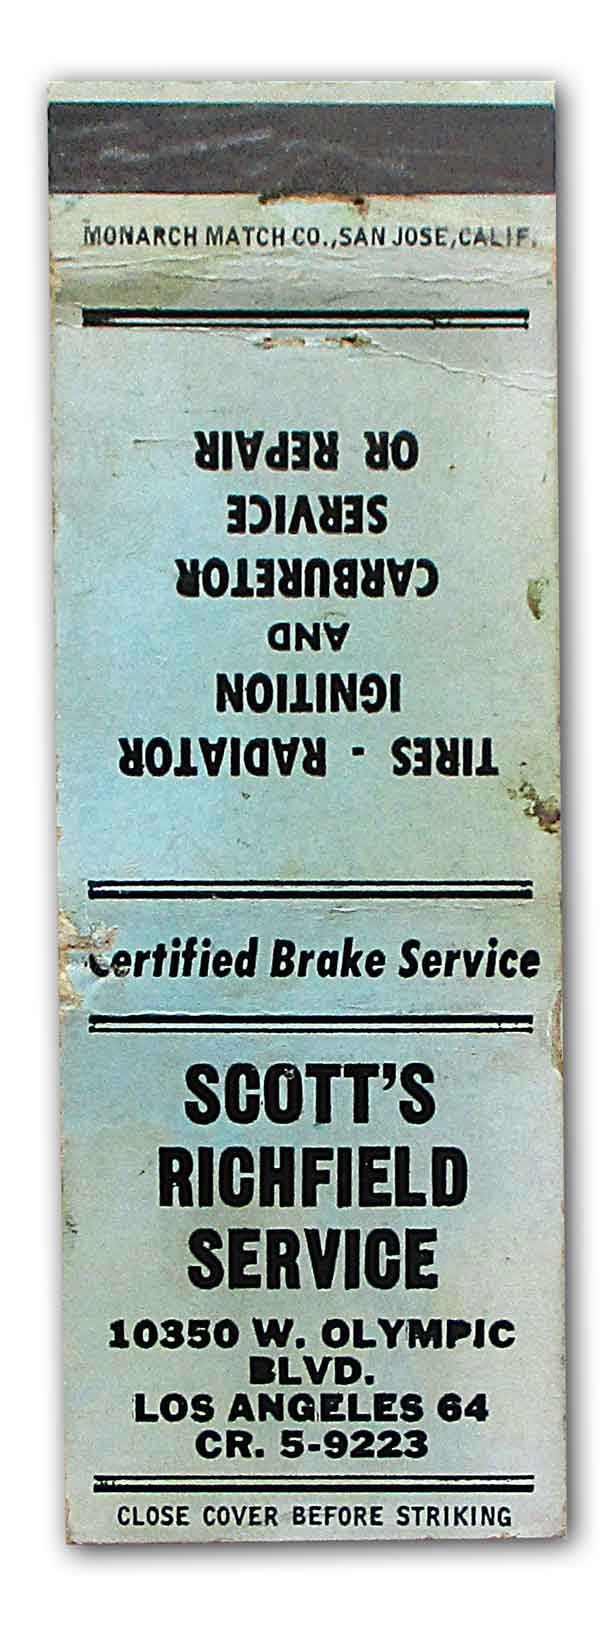 MONARCH MATCH CO., SAN JOSE, CALIF.
TIRES - RADIATOR
IGNITION
AND
CARBURETOR
SERVICE
OR REPAIR
Certified Brake Service
SCOTT'S
RICHFIELD
SERVICE
10350 W. OLYMPIC
BLVD.
LOS ANGELES 64
CR. 5-9223
CLOSE COVER BEFORE STRIKING